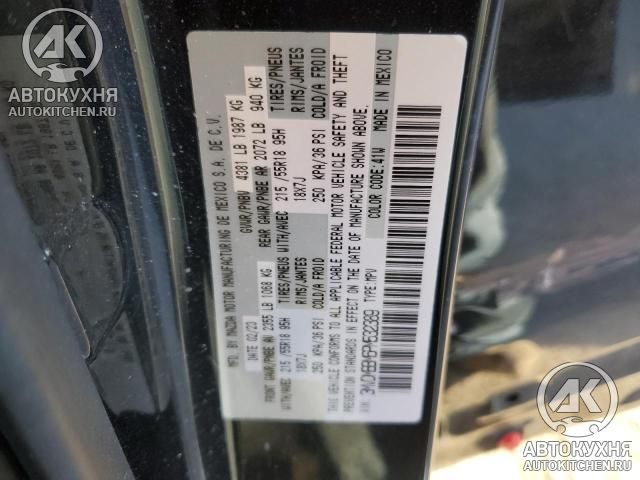 MFD. BY MAZDA MOTOR MANUFACTURING DE MEXICO S.A. DE C.V.
DATE 02/23 GVWR/PNBV 4381 LB 1987 KG
FRONT GAWR/PNBE AV 2355 LB 1068 KG REAR GAWR/PNBE AR 2072 LB 940 KG
WITH/AVEC 215 /55R18 95H TIRES/PNEUS WITH/AVEC 215 /55R18 95H TIRES/PNEUS
18X7J RIMS/JANTES 18X7J RIMS/JANTES
250 KPA/36 PSI COLD/A FROID 250 KPA/36 PSI COLD/A FROID
THIS VEHICLE CONFORMS TO ALL APPLICABLE FEDERAL MOTOR VEHICLE SAFETY AND THEFT
PREVENTION STANDARDS IN EFFECT ON THE DATE OF MANUFACTURE SHOWN ABOVE.
TYPE:MPV COLOR CODE:41W MADE IN MEXICO
АВТОКУХНЯ
AUTOKITCHEN.RU
АВТОКУХНЯ
AUTOKITCHEN.RU